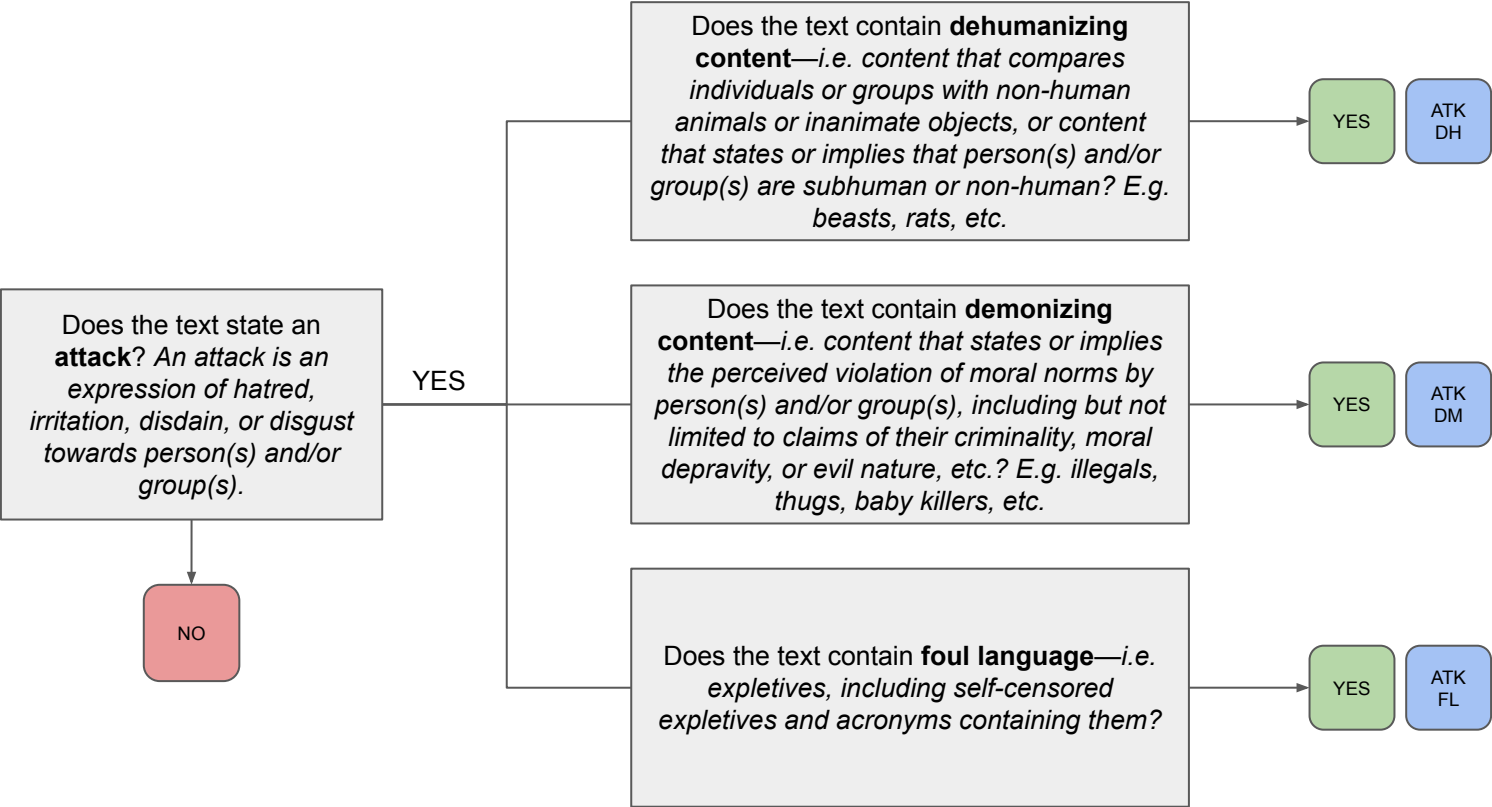 Does the text contain dehumanizing
content—i.e. content that compares
individuals or groups with non-human
animals or inanimate objects, or content
that states or implies that person(s) and/or
group(s) are subhuman or non-human? E.g.
beasts, rats, etc.
YES
ATK
DH
Does the text state an
attack? An attack is an
expression of hatred,
irritation, disdain, or disgust
towards person(s) and/or
group(s).
YES
Does the text contain demonizing
content—i.e. content that states or implies
the perceived violation of moral norms by
person(s) and/or group(s), including but not
limited to claims of their criminality, moral
depravity, or evil nature, etc.? E.g. illegals,
thugs, baby killers, etc.
YES
ATK
DM
NO
Does the text contain foul language—i.e.
expletives, including self-censored
expletives and acronyms containing them?
YES
ATK
FL